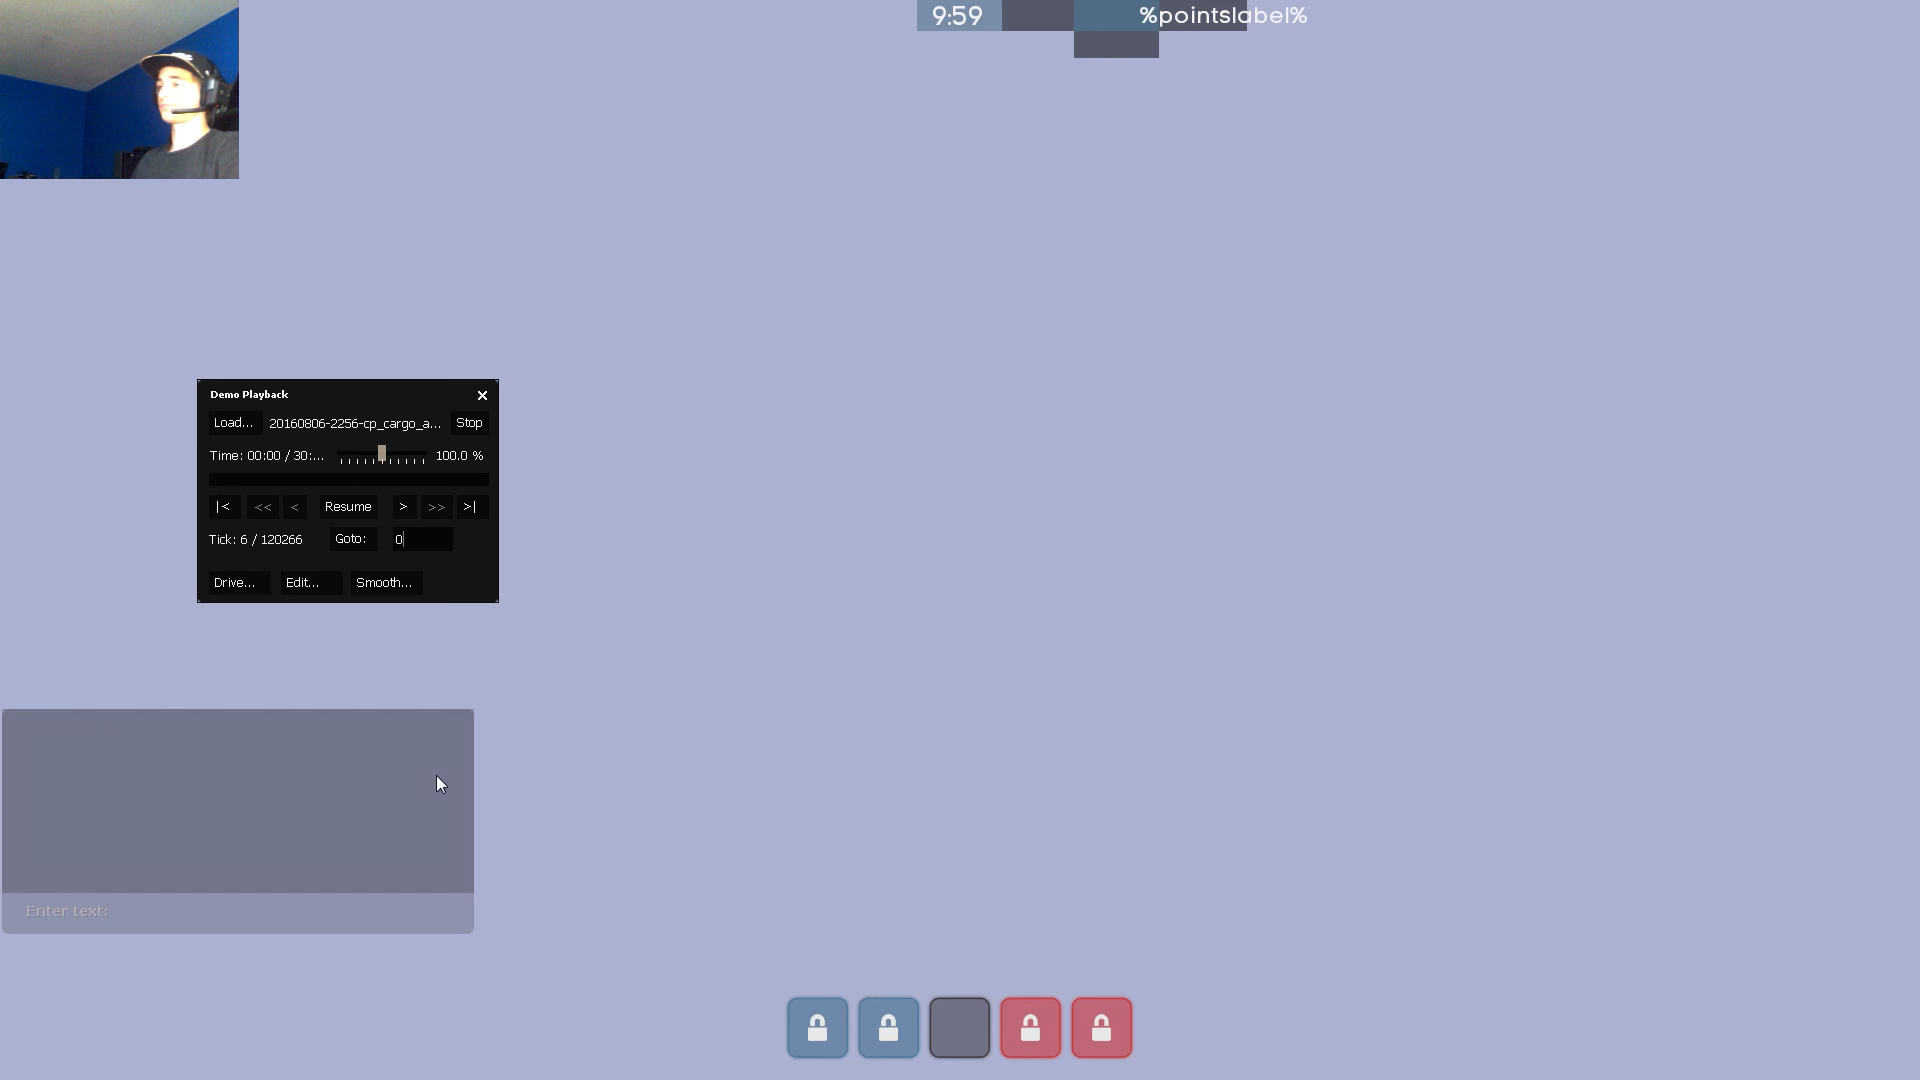 9:59 %pointslabel%
Demo Playback
Load... 20160806-2256-cp_cargo_a... Stop
Time: 00:00 / 30:... 100.0 %
|< << < Resume > >> >|
Tick: 6 / 120266 Goto: 0
Drive... Edit... Smooth...
Enter text: